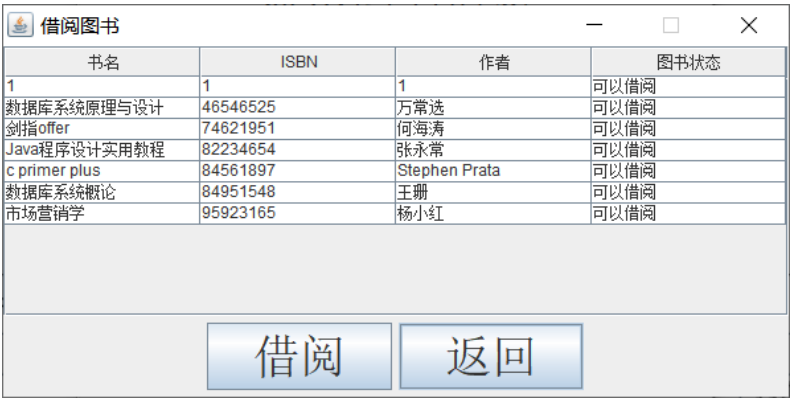 借阅图书
书名 ISBN 作者 图书状态
1 1 1 可以借阅
数据库系统原理与设计 46546525 万常选 可以借阅
剑指offer 74621951 何海涛 可以借阅
Java程序设计实用教程 82234654 张永常 可以借阅
c primer plus 84561897 Stephen Prata 可以借阅
数据库系统概论 84951548 王珊 可以借阅
市场营销学 95923165 杨小红 可以借阅
借阅 返回